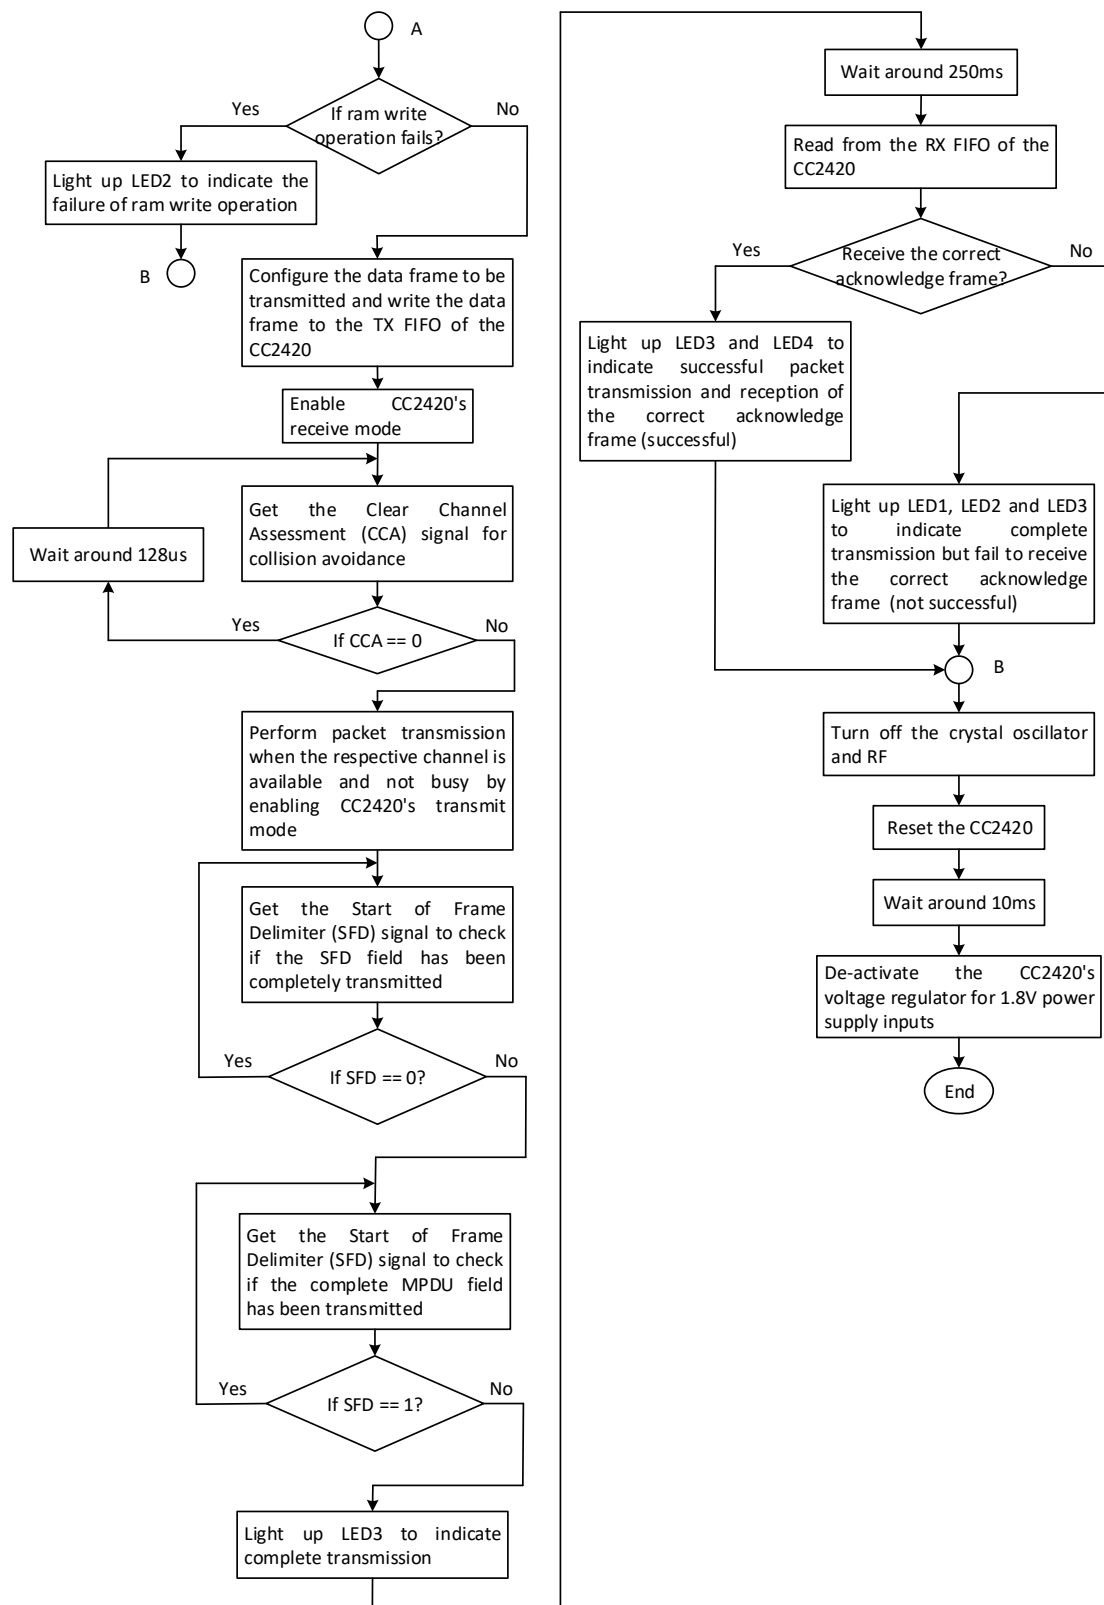 A
If ram write
operation fails?
Yes
No
Light up LED2 to indicate the
failure of ram write operation
B
Configure the data frame to be
transmitted and write the data
frame to the TX FIFO of the
CC2420
Enable CC2420's
receive mode
Get the Clear Channel
Assessment (CCA) signal for
collision avoidance
Wait around 128us
Yes
If CCA == 0
No
Perform packet transmission
when the respective channel is
available and not busy by
enabling CC2420's transmit
mode
Get the Start of Frame
Delimiter (SFD) signal to check
if the SFD field has been
completely transmitted
Yes
If SFD == 0?
No
Get the Start of Frame
Delimiter (SFD) signal to check
if the complete MPDU field
has been transmitted
Yes
If SFD == 1?
No
Light up LED3 to indicate
complete transmission
Wait around 250ms
Read from the RX FIFO of the
CC2420
Yes
Receive the correct
acknowledge frame?
No
Light up LED3 and LED4 to
indicate successful packet
transmission and reception of
the correct acknowledge
frame (successful)
Light up LED1, LED2 and LED3
to indicate complete
transmission but fail to receive
the correct acknowledge
frame (not successful)
B
Turn off the crystal oscillator
and RF
Reset the CC2420
Wait around 10ms
De-activate the CC2420's
voltage regulator for 1.8V power
supply inputs
End